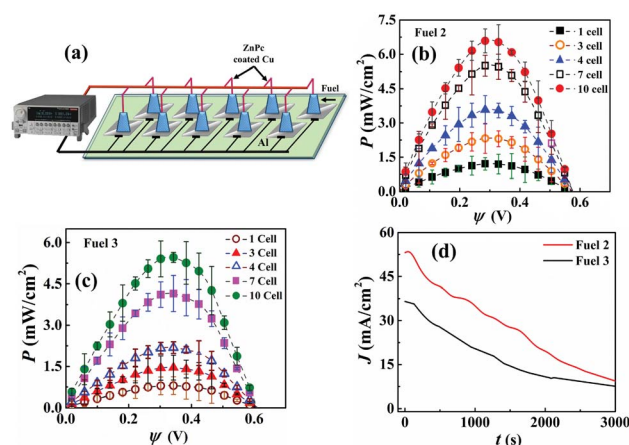 (a)
ZnPc
coated Cu
Fuel
Al
Fuel 2
(b)
1 cell
3 cell
4 cell
7 cell
10 cell
7.5
6.0
4.5
3.0
1.5
0.0
P (mW/cm²)
0.0 0.2 0.4 0.6 0.8
ψ (V)
Fuel 3
(c)
1 Cell
3 Cell
4 Cell
7 Cell
10 Cell
6.0
4.5
3.0
1.5
0.0
P (mW/cm²)
0.0 0.2 0.4 0.6
ψ (V)
(d)
Fuel 2
Fuel 3
60
45
30
15
0
J (mA/cm²)
0 1000 2000 3000
t (s)